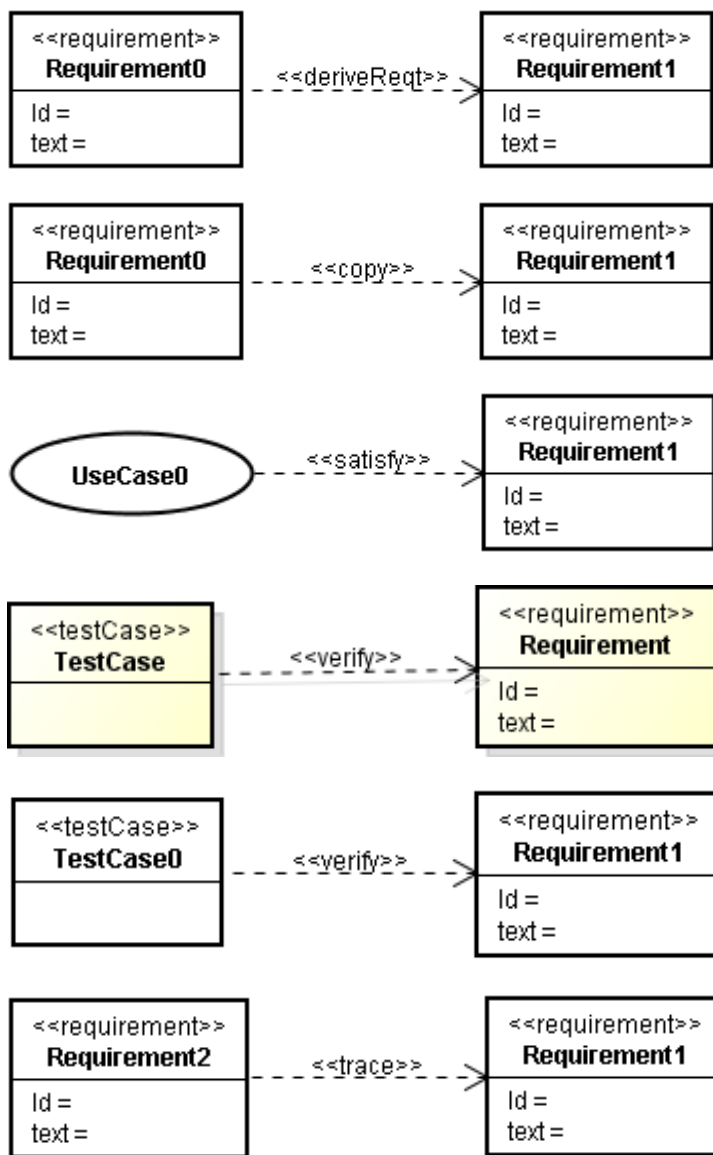 <<requirement>>
Requirement0
Id =
text =
<<deriveReqt>>
<<requirement>>
Requirement1
Id =
text =
<<requirement>>
Requirement0
Id =
text =
<<copy>>
<<requirement>>
Requirement1
Id =
text =
UseCase0
<<satisfy>>
<<requirement>>
Requirement1
Id =
text =
<<testCase>>
TestCase
<<verify>>
<<requirement>>
Requirement
Id =
text =
<<testCase>>
TestCase0
<<verify>>
<<requirement>>
Requirement1
Id =
text =
<<requirement>>
Requirement2
Id =
text =
<<trace>>
<<requirement>>
Requirement1
Id =
text =